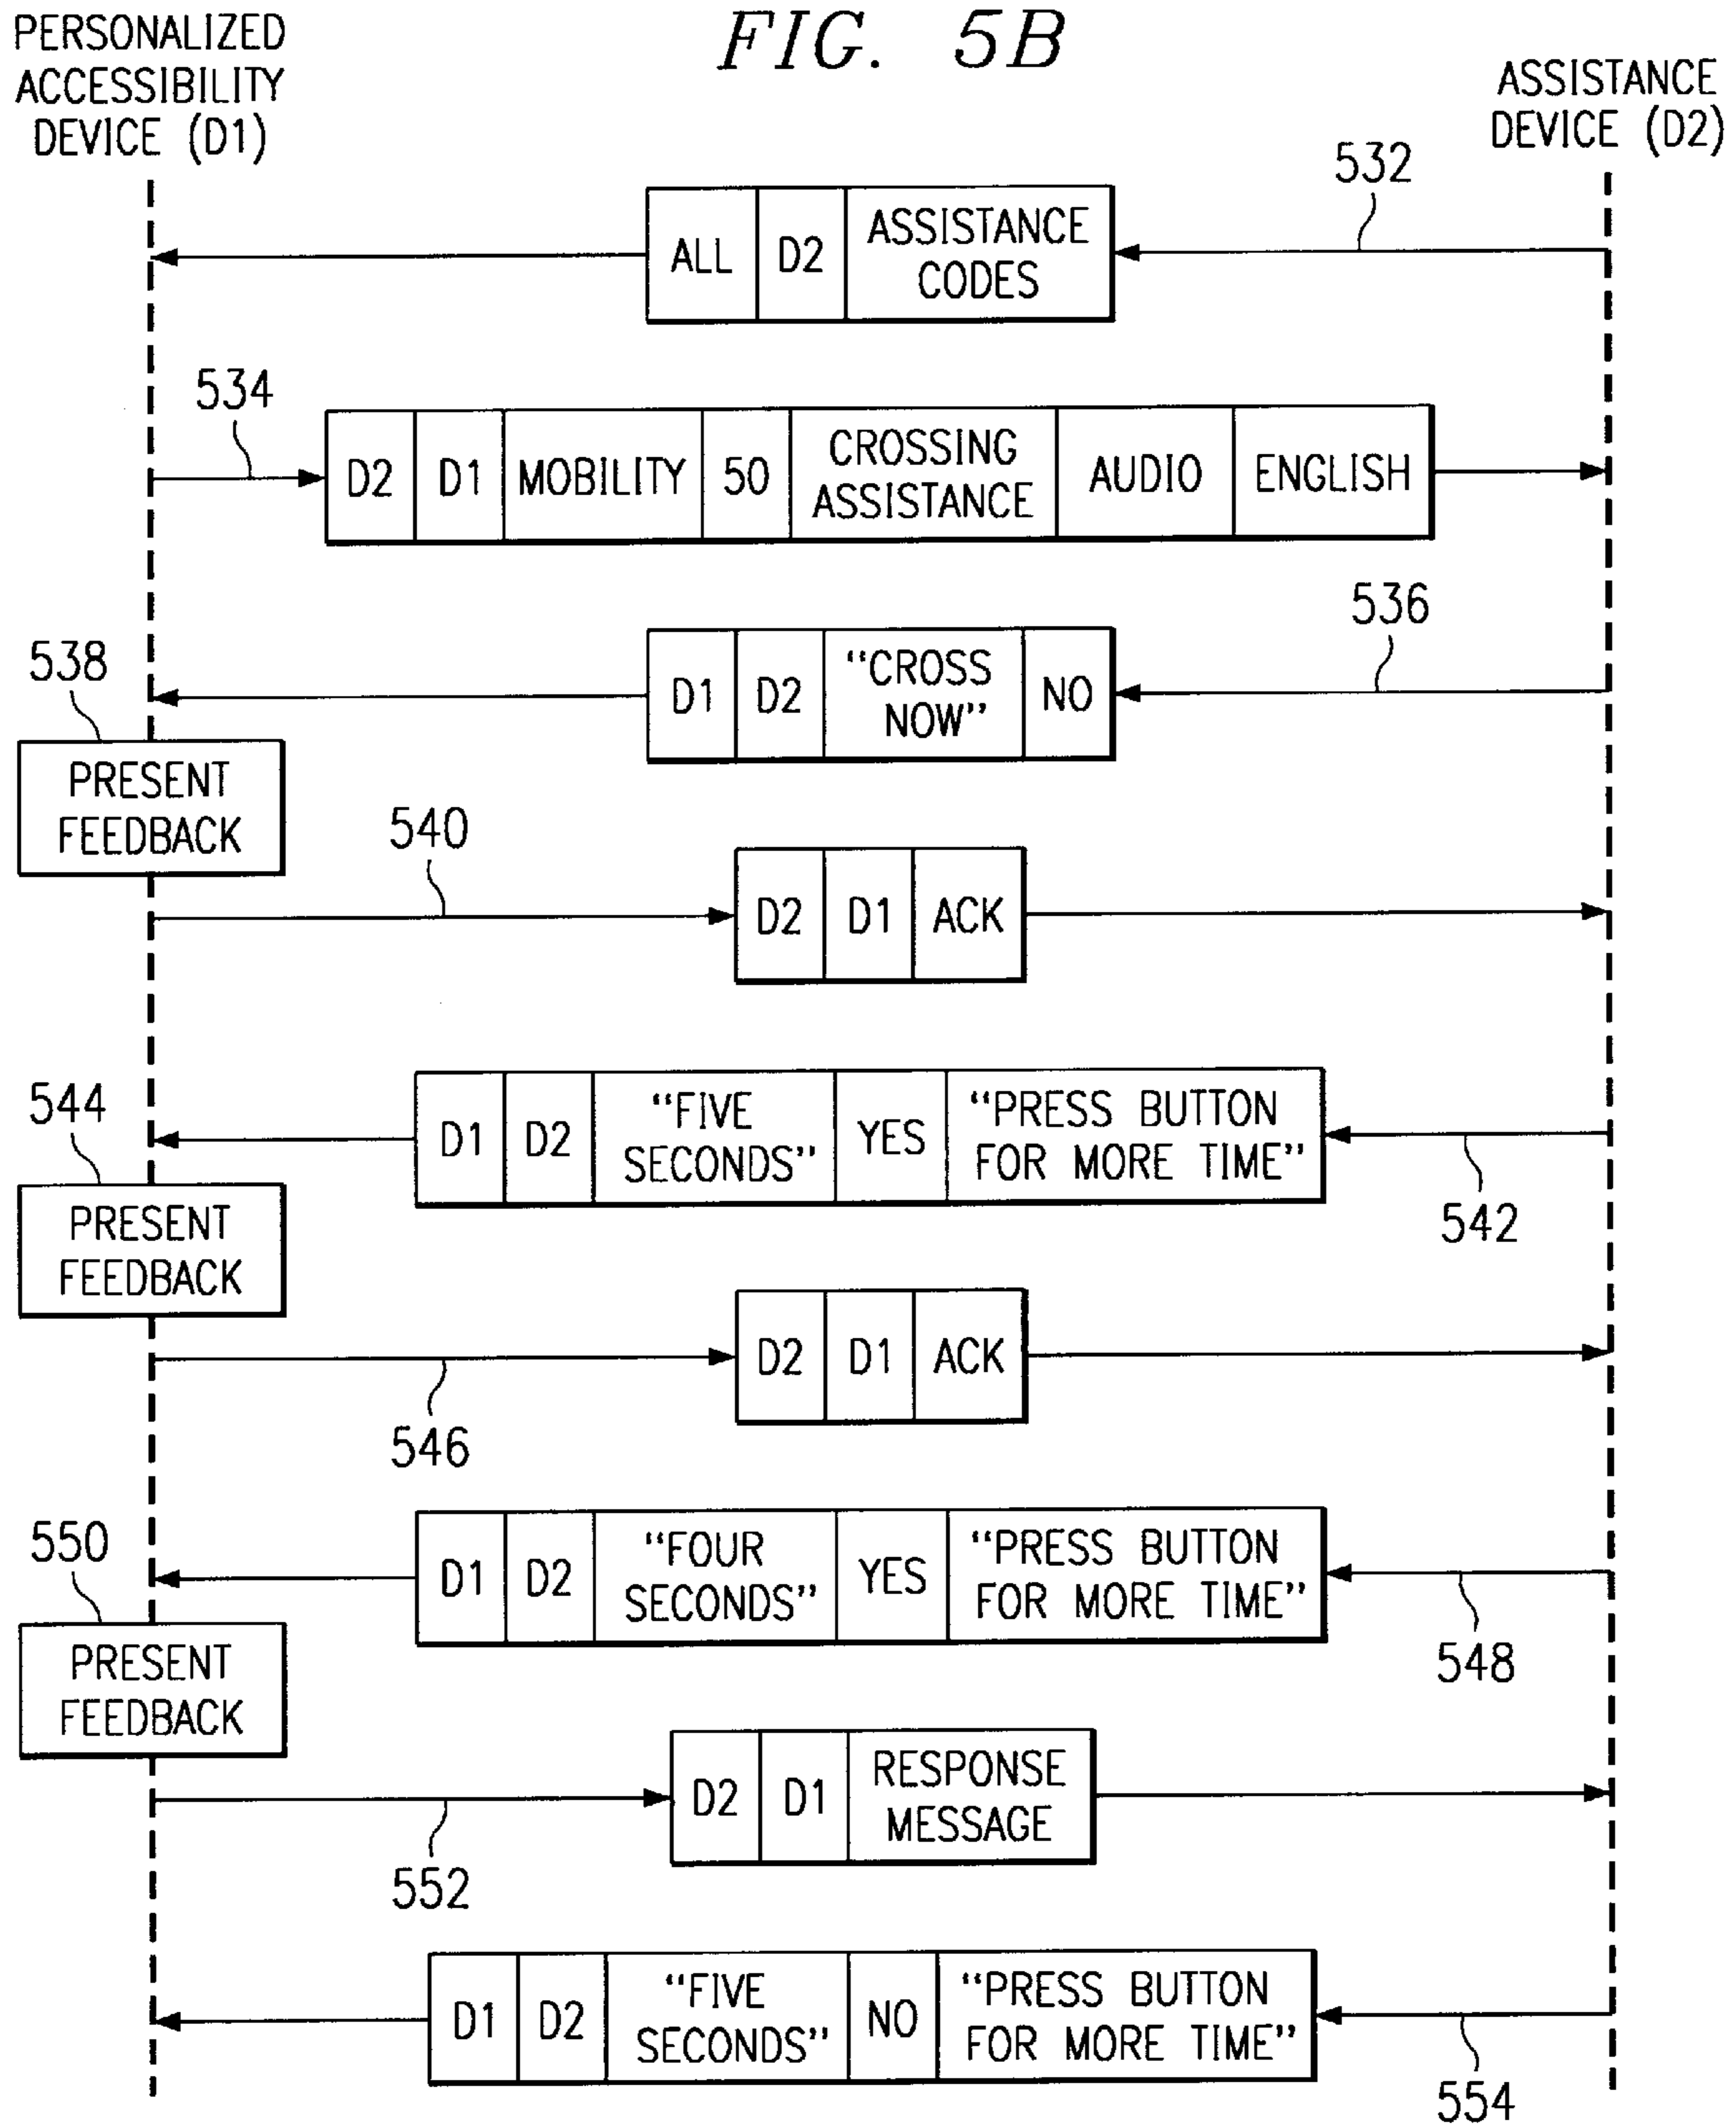 FIG. 5B
PERSONALIZED
ACCESSIBILITY
DEVICE (D1)
ASSISTANCE
DEVICE (D2)
532
ALL
D2
ASSISTANCE
CODES
534
D2
D1
MOBILITY
50
CROSSING
ASSISTANCE
AUDIO
ENGLISH
536
D1
D2
“CROSS
NOW”
NO
538
PRESENT
FEEDBACK
540
D2
D1
ACK
D1
D2
“FIVE
SECONDS”
YES
“PRESS BUTTON
FOR MORE TIME”
542
544
PRESENT
FEEDBACK
D2
D1
ACK
546
D1
D2
“FOUR
SECONDS”
YES
“PRESS BUTTON
FOR MORE TIME”
548
550
PRESENT
FEEDBACK
D2
D1
RESPONSE
MESSAGE
552
D1
D2
“FIVE
SECONDS”
NO
“PRESS BUTTON
FOR MORE TIME”
554